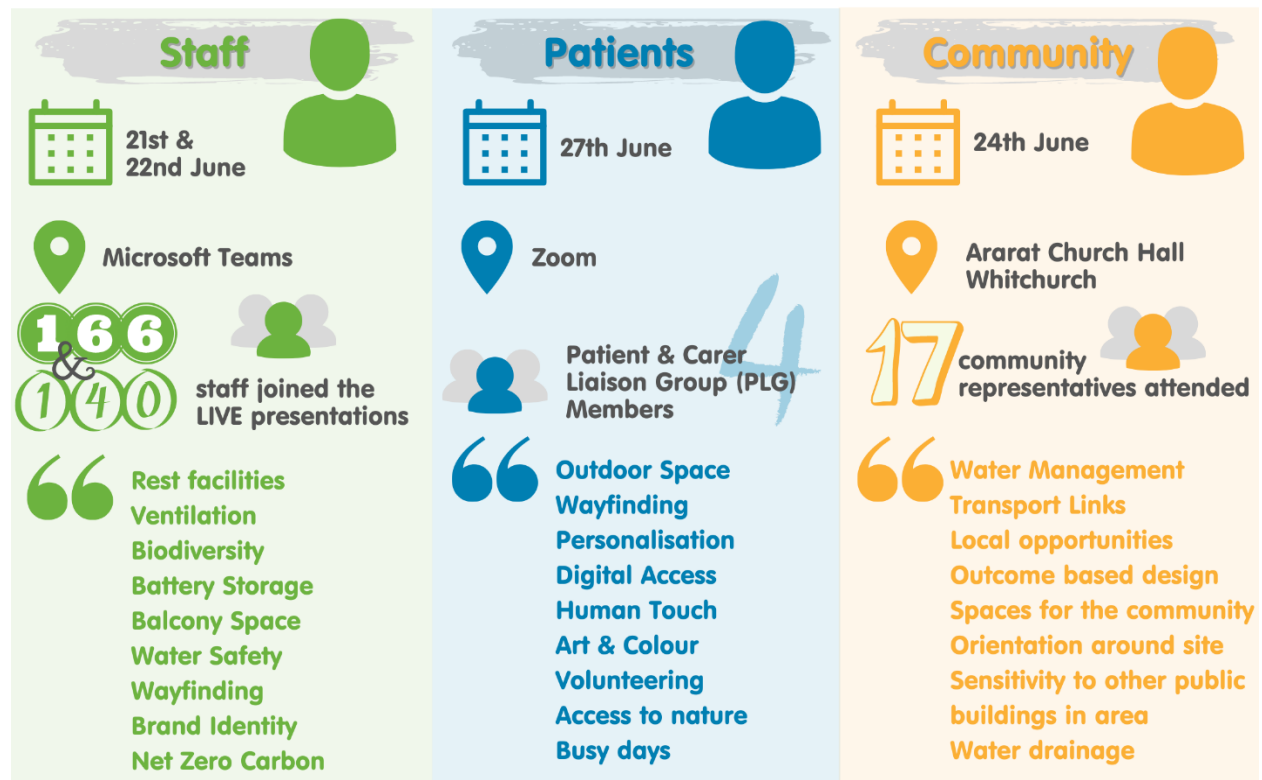 Staff
21st &
22nd June
Microsoft Teams
166
&
140
staff joined the
LIVE presentations
Rest facilities
Ventilation
Biodiversity
Battery Storage
Balcony Space
Water Safety
Wayfinding
Brand Identity
Net Zero Carbon
Patients
27th June
Zoom
4
Patient & Carer
Liaison Group (PLG)
Members
Outdoor Space
Wayfinding
Personalisation
Digital Access
Human Touch
Art & Colour
Volunteering
Access to nature
Busy days
Community
24th June
Ararat Church Hall
Whitchurch
17
community
representatives attended
Water Management
Transport Links
Local opportunities
Outcome based design
Spaces for the community
Orientation around site
Sensitivity to other public
buildings in area
Water drainage